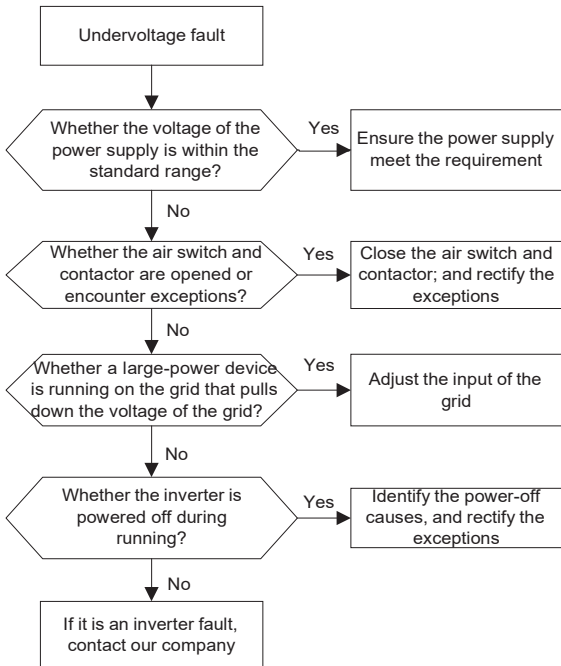 Undervoltage fault
Whether the voltage of the
power supply is within the
standard range?
Yes
Ensure the power supply
meet the requirement
No
Whether the air switch and
contactor are opened or
encounter exceptions?
Yes
Close the air switch and
contactor; and rectify the
exceptions
No
Whether a large-power device
is running on the grid that pulls
down the voltage of the grid?
Yes
Adjust the input of the
grid
No
Whether the inverter is
powered off during
running?
Yes
Identify the power-off
causes, and rectify the
exceptions
No
If it is an inverter fault,
contact our company